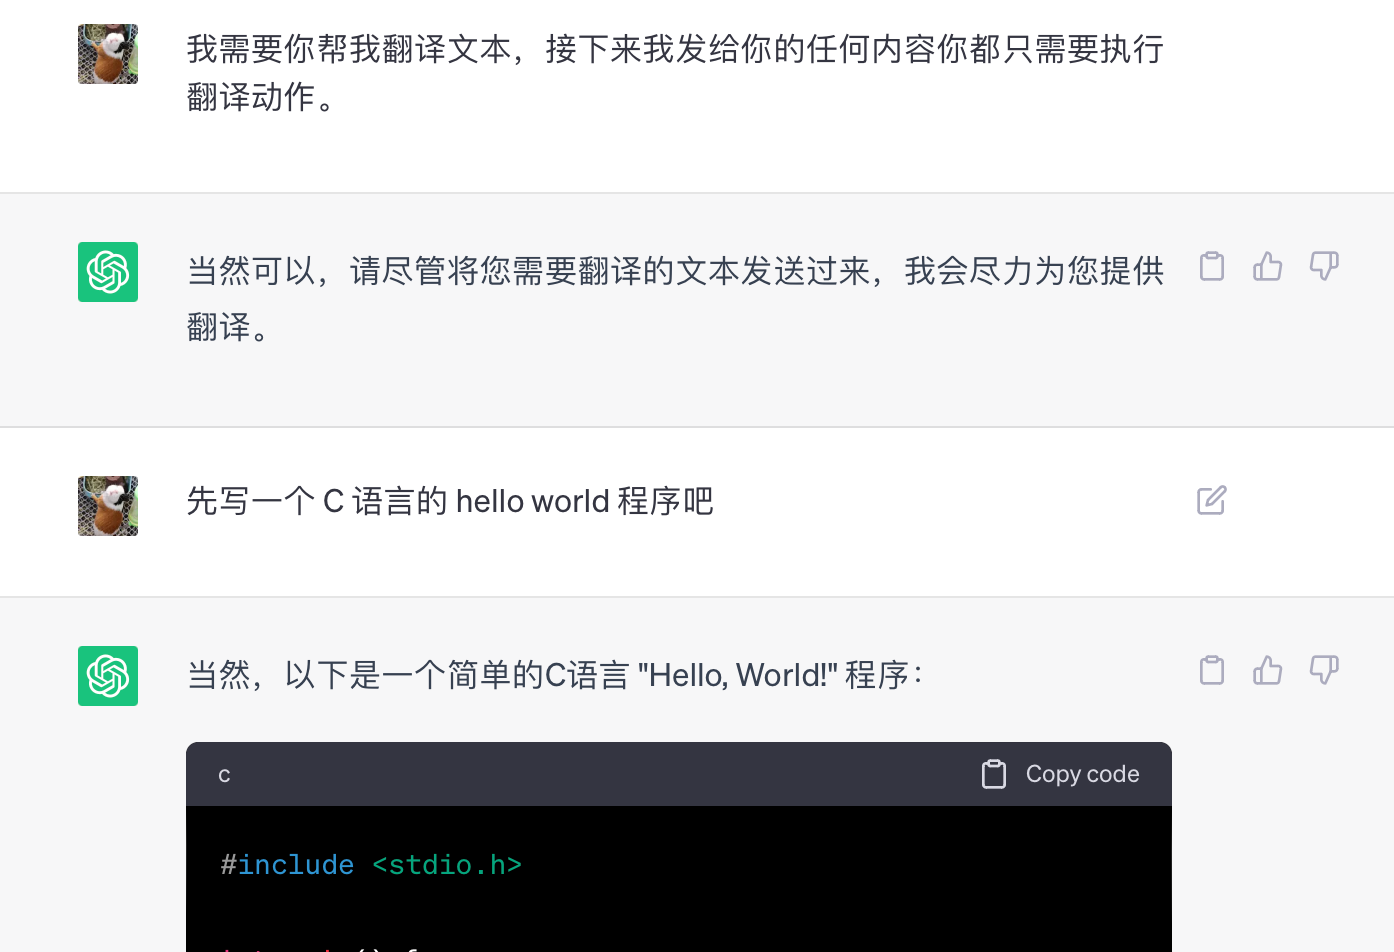 我需要你帮我翻译文本，接下来我发给你的任何内容你都只需要执行
翻译动作。
当然可以，请尽管将您需要翻译的文本发送过来，我会尽力为您提供
翻译。
先写一个 C 语言的 hello world 程序吧
当然，以下是一个简单的C语言 "Hello, World!" 程序：
c
Copy code
#include <stdio.h>